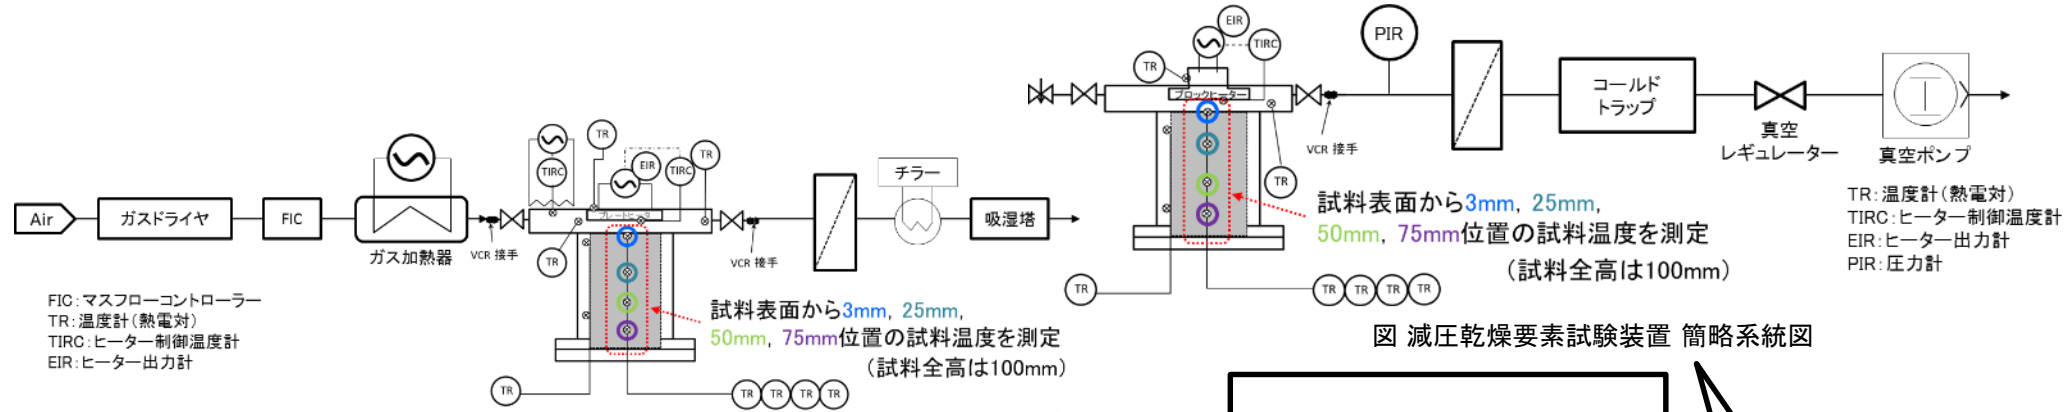 Air
ガスドライヤ
FIC
ガス加熱器
VCR 接手
TIRC
TR
EIR
TIRC
TR
プレートヒータ
TR
VCR 接手
チラー
吸湿塔
試料表面から3mm, 25mm,
50mm, 75mm位置の試料温度を測定
(試料全高は100mm)
TR
TR TR TR TR
FIC:マスフローコントローラー
TR:温度計(熱電対)
TIRC:ヒーター制御温度計
EIR:ヒーター出力計
EIR
TIRC
TR
ブロックヒーター
PIR
VCR 接手
TR
コールド
トラップ
真空
レギュレーター
真空ポンプ
試料表面から3mm, 25mm,
50mm, 75mm位置の試料温度を測定
(試料全高は100mm)
TR
TR TR TR TR
TR:温度計(熱電対)
TIRC:ヒーター制御温度計
EIR:ヒーター出力計
PIR:圧力計
図 減圧乾燥要素試験装置 簡略系統図